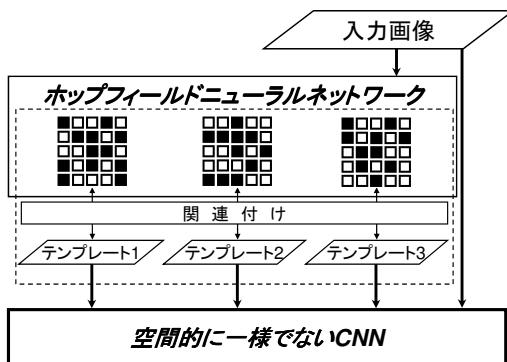 入力画像
ホップフィールドニューラルネットワーク
関連付け
テンプレート1 テンプレート2 テンプレート3
空間的に一様でないCNN